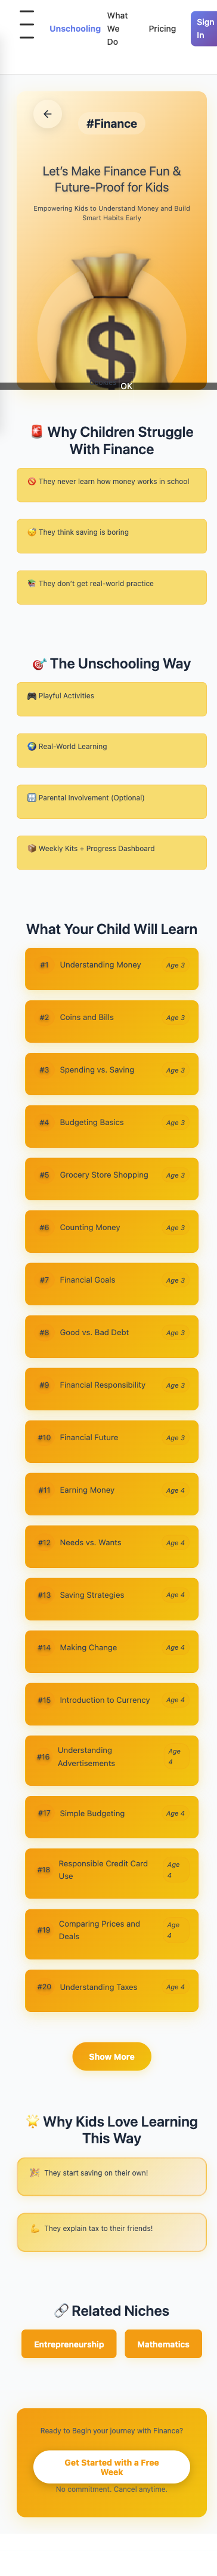 Unschooling
What
We
Do
Pricing
Sign
In
#Finance
Let's Make Finance Fun &
Future-Proof for Kids
Empowering Kids to Understand Money and Build
Smart Habits Early
$
OK
🚨 Why Children Struggle
With Finance
🚫 They never learn how money works in school
😴 They think saving is boring
💸 They don't get real-world practice
🎯 The Unschooling Way
🎮 Playful Activities
🌍 Real-World Learning
Parental Involvement (Optional)
📦 Weekly Kits + Progress Dashboard
What Your Child Will Learn
#1 Understanding Money Age 3
#2 Coins and Bills Age 3
#3 Spending vs. Saving Age 3
#4 Budgeting Basics Age 3
#5 Grocery Store Shopping Age 3
#6 Counting Money Age 3
#7 Financial Goals Age 3
#8 Good vs. Bad Debt Age 3
#9 Financial Responsibility Age 3
#10 Financial Future Age 3
#11 Earning Money Age 4
#12 Needs vs. Wants Age 4
#13 Saving Strategies Age 4
#14 Making Change Age 4
#15 Introduction to Currency Age 4
#16 Understanding
Advertisements Age
4
#17 Simple Budgeting Age 4
#18 Responsible Credit Card
Use Age
4
#19 Comparing Prices and
Deals Age
4
#20 Understanding Taxes Age 4
Show More
🌟 Why Kids Love Learning
This Way
🎉 They start saving on their own!
💪 They explain tax to their friends!
🔗 Related Niches
Entrepreneurship
Mathematics
Ready to Begin your journey with Finance?
Get Started with a Free
Week
No commitment. Cancel anytime.